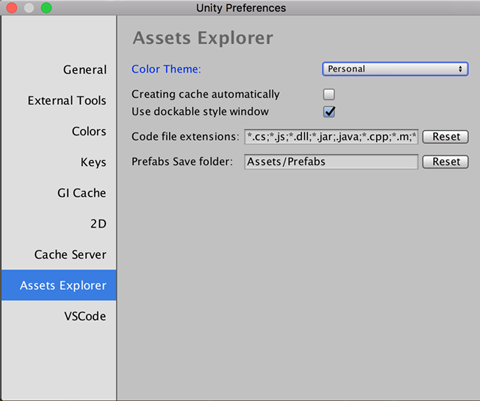 Unity Preferences
General
External Tools
Colors
Keys
GI Cache
2D
Cache Server
Assets Explorer
VSCode
Assets Explorer
Color Theme: Personal
Creating cache automatically
Use dockable style window
Code file extensions: *.cs;*.js;*.dll;*.jar;.java;*.cpp;*.m;* Reset
Prefabs Save folder: Assets/Prefabs Reset